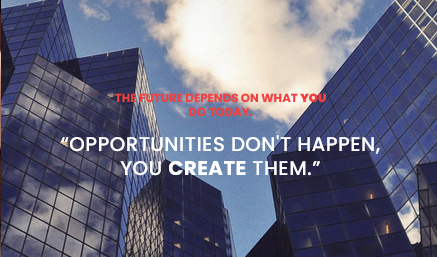 THE FUTURE DEPENDS ON WHAT YOU
DO TODAY.
“OPPORTUNITIES DON'T HAPPEN,
YOU CREATE THEM.”